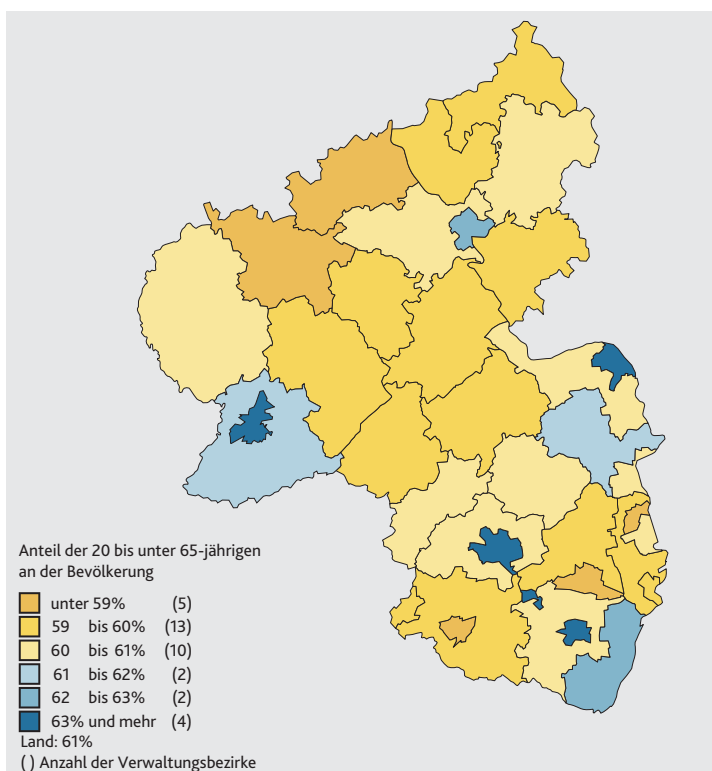 Anteil der 20 bis unter 65-jährigen
an der Bevölkerung
unter 59% (5)
59 bis 60% (13)
60 bis 61% (10)
61 bis 62% (2)
62 bis 63% (2)
63% und mehr (4)
Land: 61%
( ) Anzahl der Verwaltungsbezirke